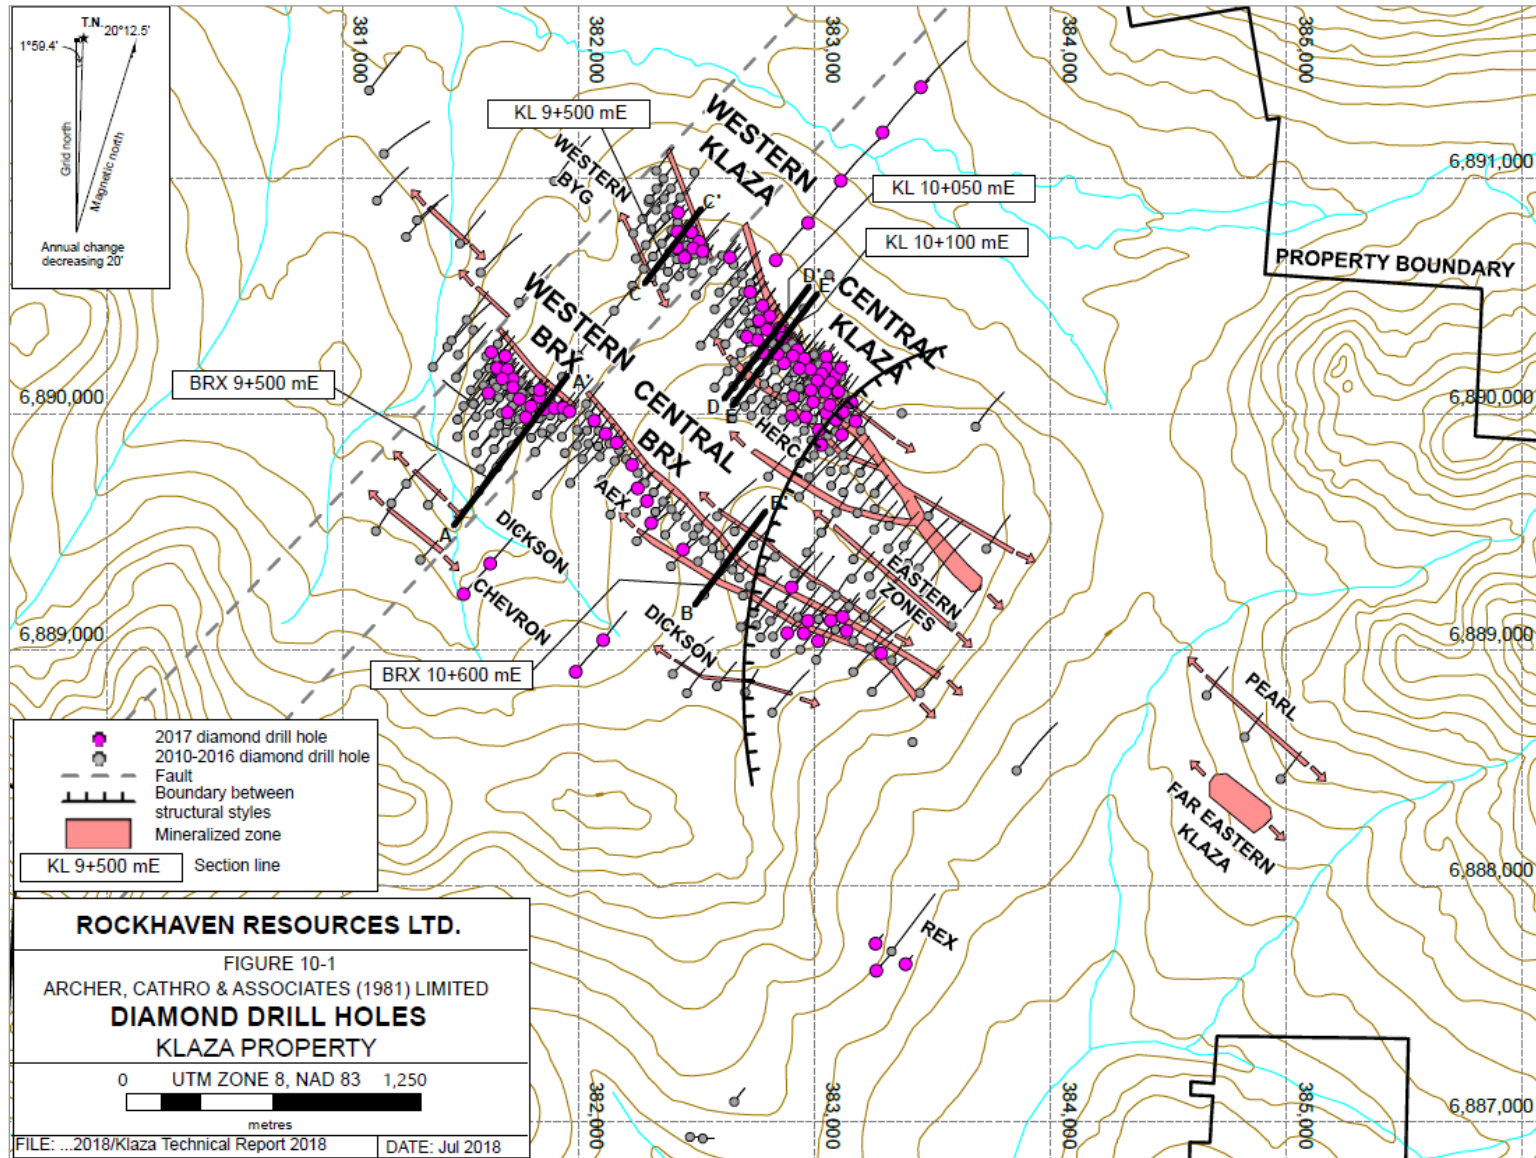 T.N.
20°12.5'
1°59.4'
Grid north
Magnetic north
Annual change
decreasing 20'
381,000
382,000
383,000
384,000
385,000
KL 9+500 mE
WESTERN
BYG
WESTERN
KLAZA
6,891,000
KL 10+050 mE
C'
KL 10+100 mE
PROPERTY BOUNDARY
C
D'
E'
WESTERN
BRX
CENTRAL
KLAZA
BRX 9+500 mE
A'
6,890,000
6,890,000
CENTRAL
BRX
D
E
HERC
AEX
B'
A
DICKSON
EASTERN
ZONES
CHEVRON
B
DICKSON
6,889,000
6,889,000
BRX 10+600 mE
PEARL
2017 diamond drill hole
2010-2016 diamond drill hole
Fault
Boundary between
structural styles
Mineralized zone
KL 9+500 mE
Section line
FAR EASTERN
KLAZA
6,888,000
REX
ROCKHAVEN RESOURCES LTD.
FIGURE 10-1
ARCHER, CATHRO & ASSOCIATES (1981) LIMITED
DIAMOND DRILL HOLES
KLAZA PROPERTY
0 UTM ZONE 8, NAD 83 1,250
metres
FILE: ...2018/Klaza Technical Report 2018
DATE: Jul 2018
382,000
383,000
384,000
385,000
6,887,000